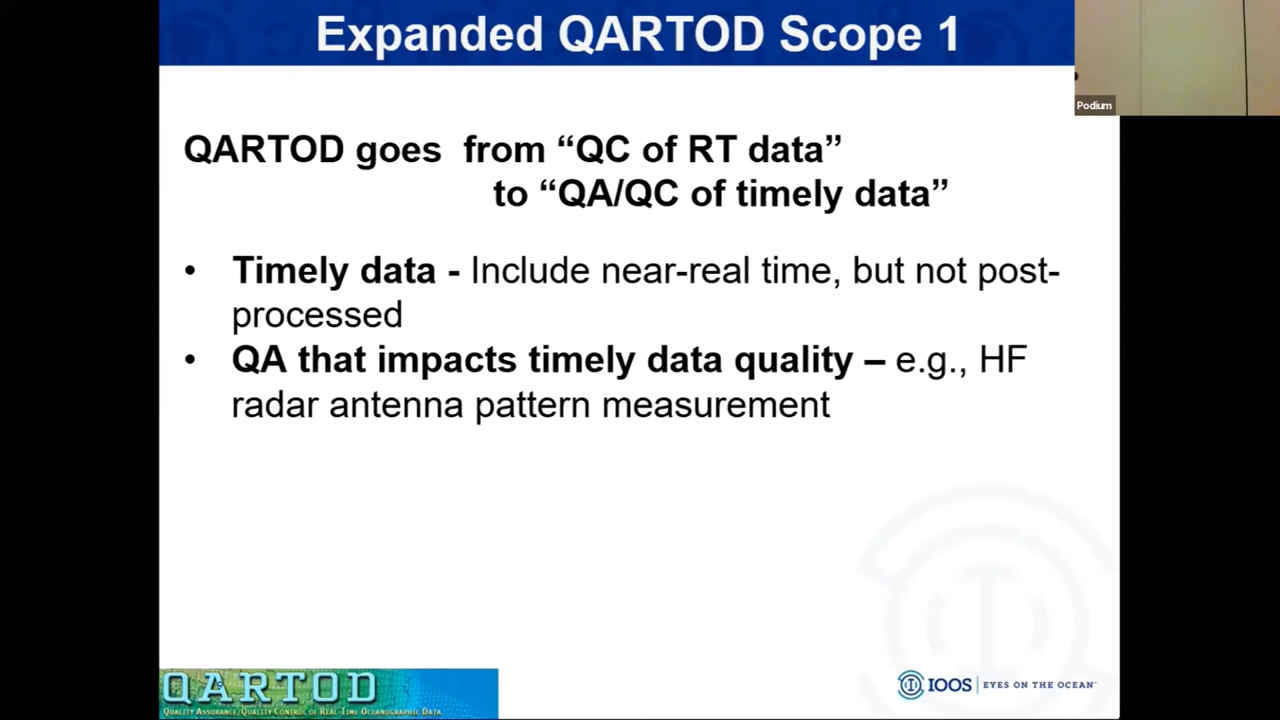 Expanded QARTOD Scope 1
Podium
QARTOD goes from “QC of RT data”
to “QA/QC of timely data”
• Timely data - Include near-real time, but not post-
processed
• QA that impacts timely data quality – e.g., HF
radar antenna pattern measurement
QARTOD
Quality Assurance/Quality Control of Real-Time Oceanographic Data
IOOS EYES ON THE OCEAN™